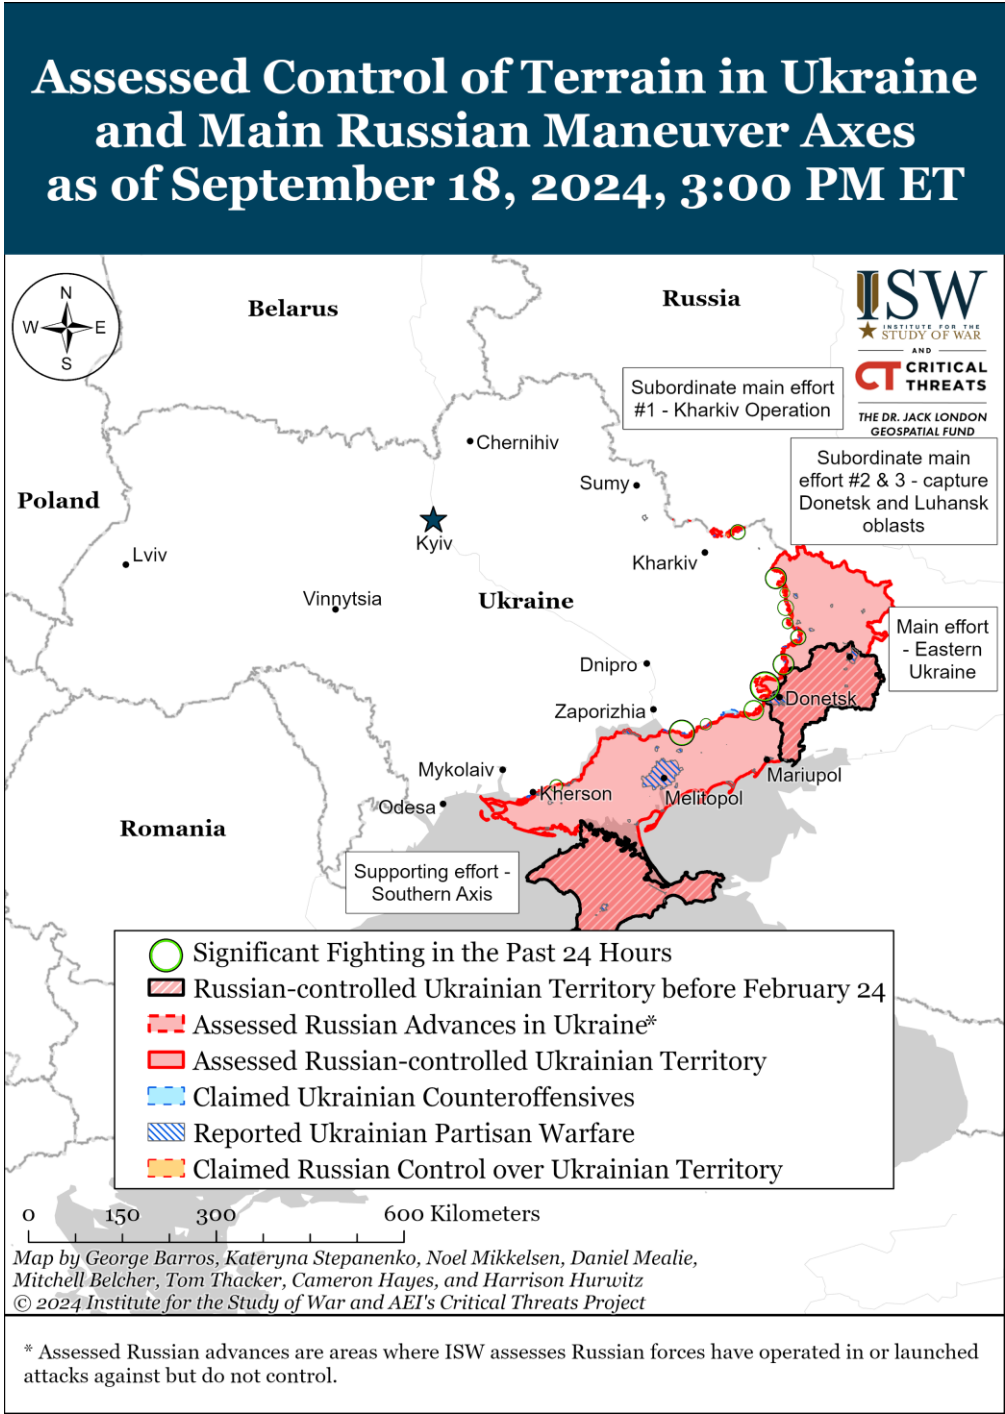 Assessed Control of Terrain in Ukraine
and Main Russian Maneuver Axes
as of September 18, 2024, 3:00 PM ET
N
W
E
S
Belarus
Russia
ISW
INSTITUTE FOR THE
STUDY OF WAR
AND
CT CRITICAL
THREATS
THE DR. JACK LONDON
GEOSPATIAL FUND
Subordinate main effort
#1 - Kharkiv Operation
Subordinate main
effort #2 & 3 - capture
Donetsk and Luhansk
oblasts
Chernihiv
Sumy
Poland
Kyiv
Lviv
Kharkiv
Vinnytsia
Ukraine
Main effort
- Eastern
Ukraine
Dnipro
Donetsk
Zaporizhia
Mykolaiv
Mariupol
Kherson
Melitopol
Odesa
Romania
Supporting effort -
Southern Axis
Significant Fighting in the Past 24 Hours
Russian-controlled Ukrainian Territory before February 24
Assessed Russian Advances in Ukraine*
Assessed Russian-controlled Ukrainian Territory
Claimed Ukrainian Counteroffensives
Reported Ukrainian Partisan Warfare
Claimed Russian Control over Ukrainian Territory
0 150 300 600 Kilometers
Map by George Barros, Kateryna Stepanenko, Noel Mikkelsen, Daniel Mealie,
Mitchell Belcher, Tom Thacker, Cameron Hayes, and Harrison Hurwitz
© 2024 Institute for the Study of War and AEI's Critical Threats Project
* Assessed Russian advances are areas where ISW assesses Russian forces have operated in or launched
attacks against but do not control.